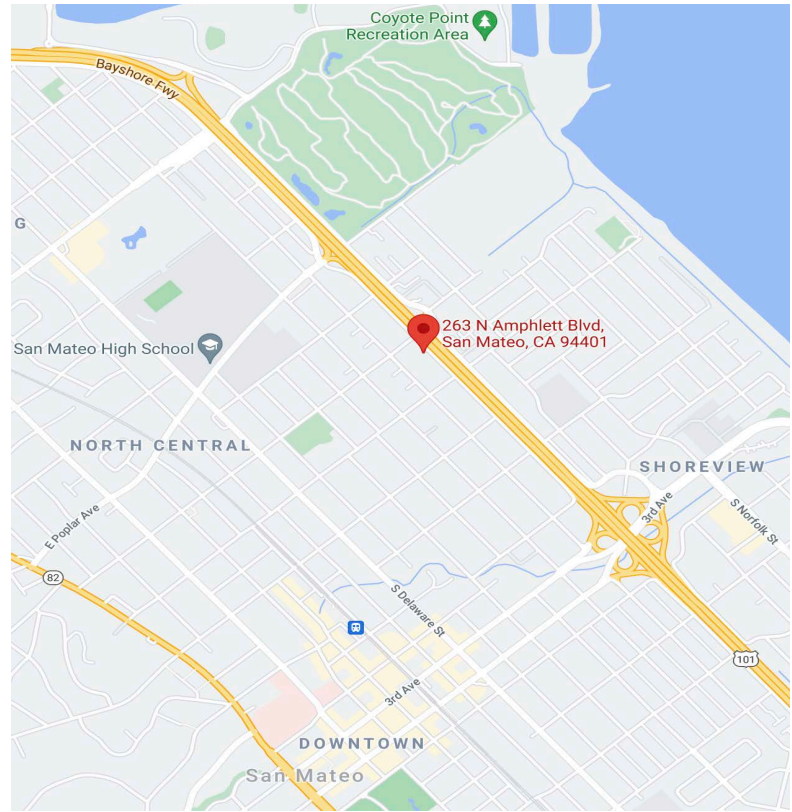 Coyote Point
Recreation Area
Bayshore Fwy
G
263 N Amphlett Blvd,
San Mateo, CA 94401
San Mateo High School
NORTH CENTRAL
SHOREVIEW
3rd Ave
S Norfolk St
E Poplar Ave
82
S Delaware St
101
3rd Ave
DOWNTOWN
San Mateo